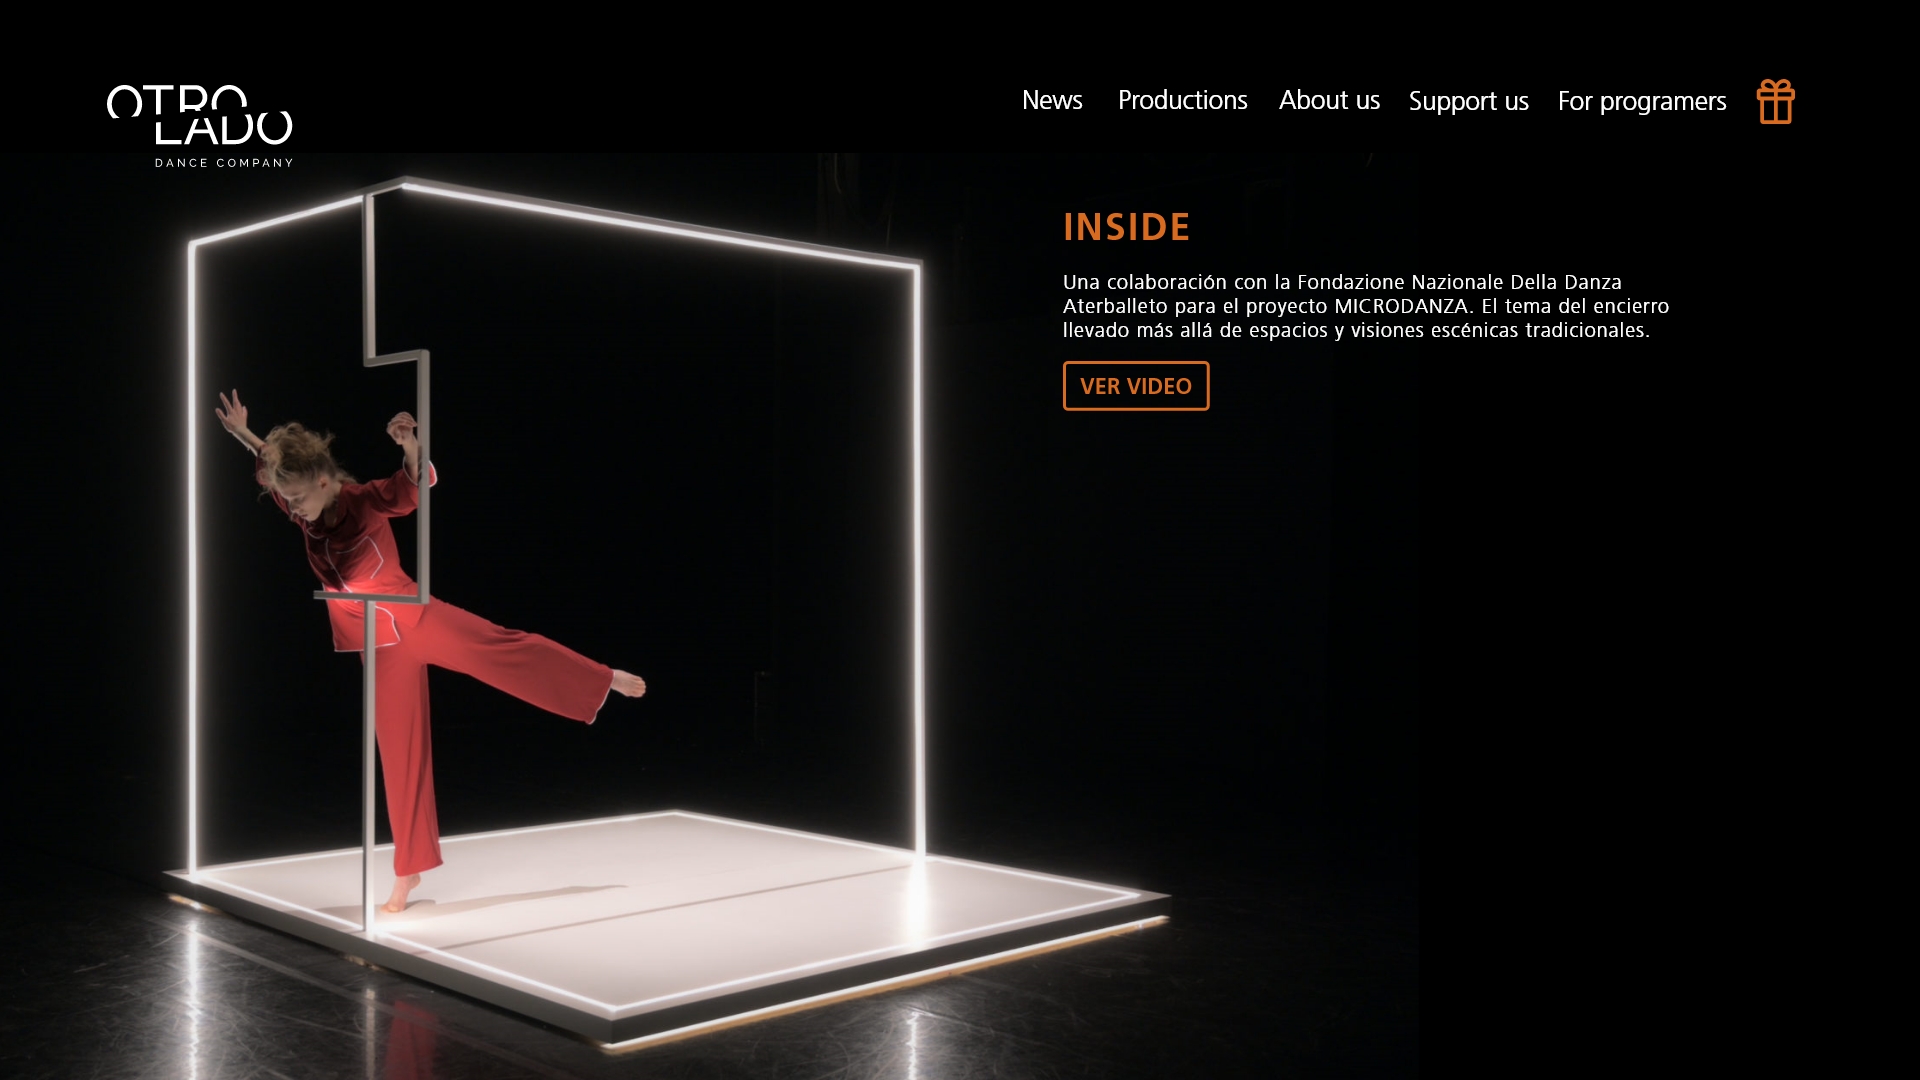 OTRO
LADO
DANCE COMPANY
News Productions About us Support us For programers
INSIDE
Una colaboración con la Fondazione Nazionale Della Danza
Aterballeto para el proyecto MICRODANZA. El tema del encierro
llevado más allá de espacios y visiones escénicas tradicionales.
VER VIDEO